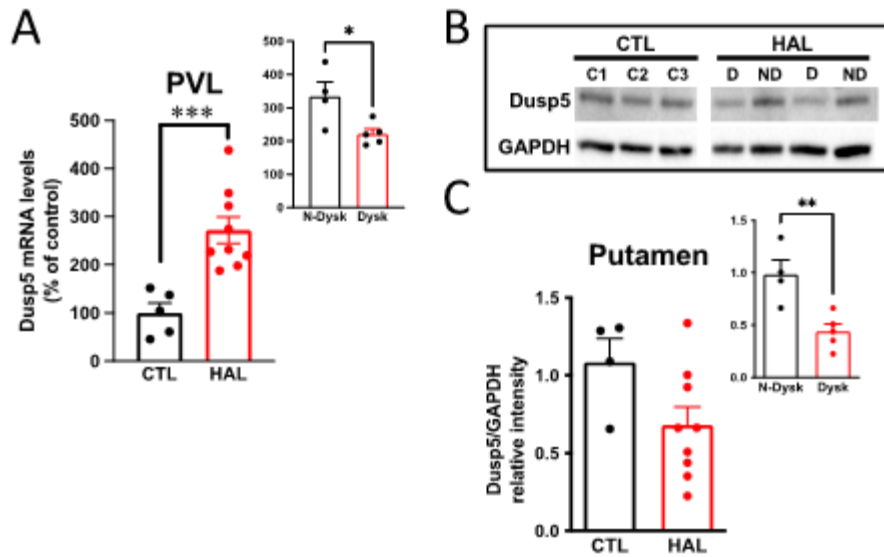 A
PVL
***
Dusp5 mRNA levels
(% of control)
500
400
300
200
100
0
CTL HAL
*
500
400
300
200
100
0
N-Dysk Dysk
B
CTL HAL
C1 C2 C3 D ND D ND
Dusp5
GAPDH
C
Putamen
Dusp5/GAPDH
relative intensity
1.5
1.0
0.5
0.0
CTL HAL
**
1.5
1.0
0.5
0.0
N-Dysk Dysk